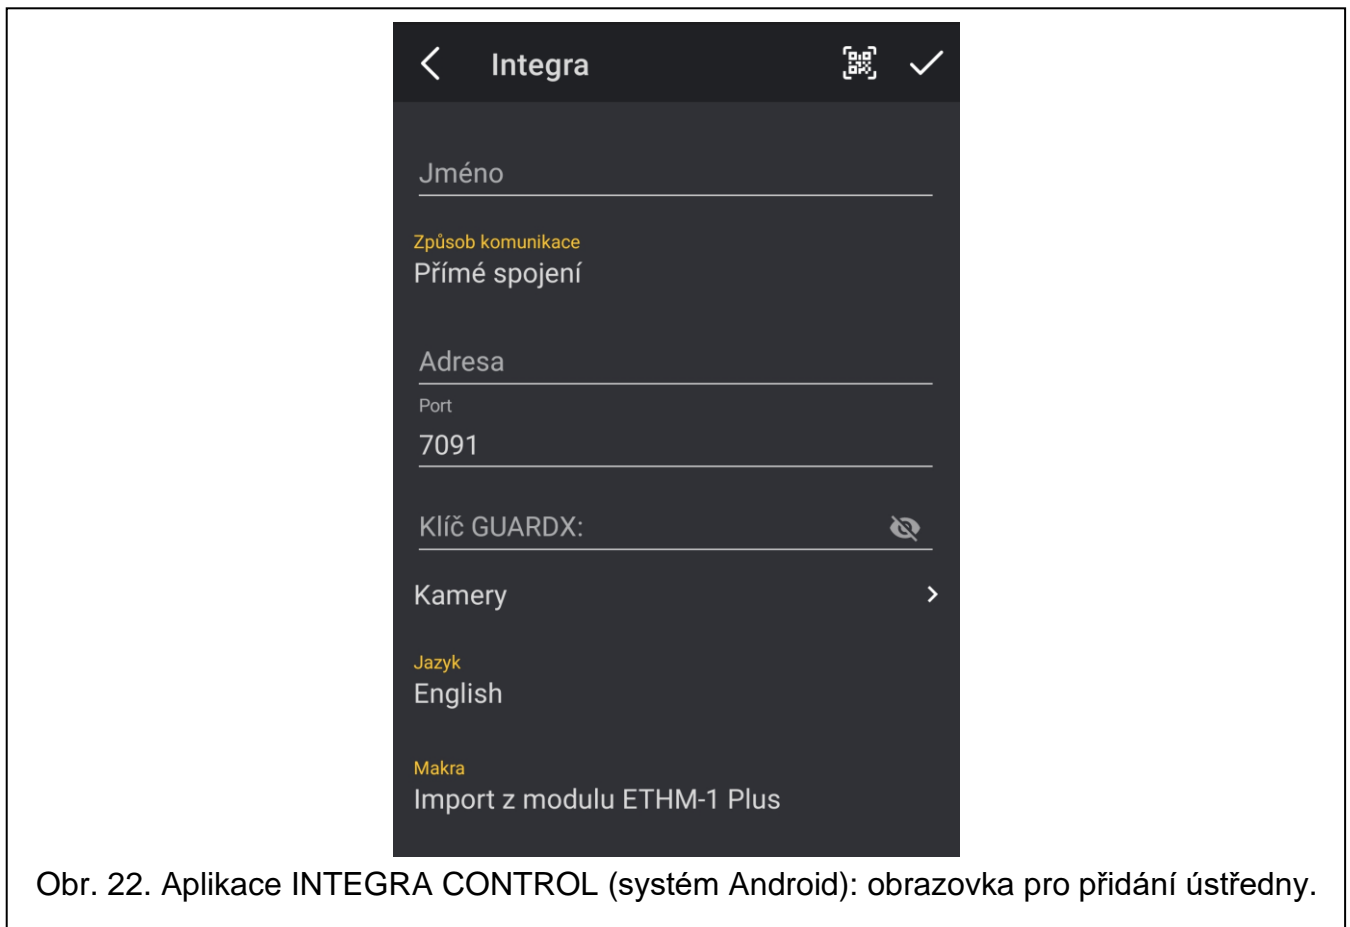 Integra
Jméno
Způsob komunikace
Přímé spojení
Adresa
Port
7091
Klíč GUARDX:
Kamery
Jazyk
English
Makra
Import z modulu ETHM-1 Plus
Obr. 22. Aplikace INTEGRA CONTROL (systém Android): obrazovka pro přidání ústředny.